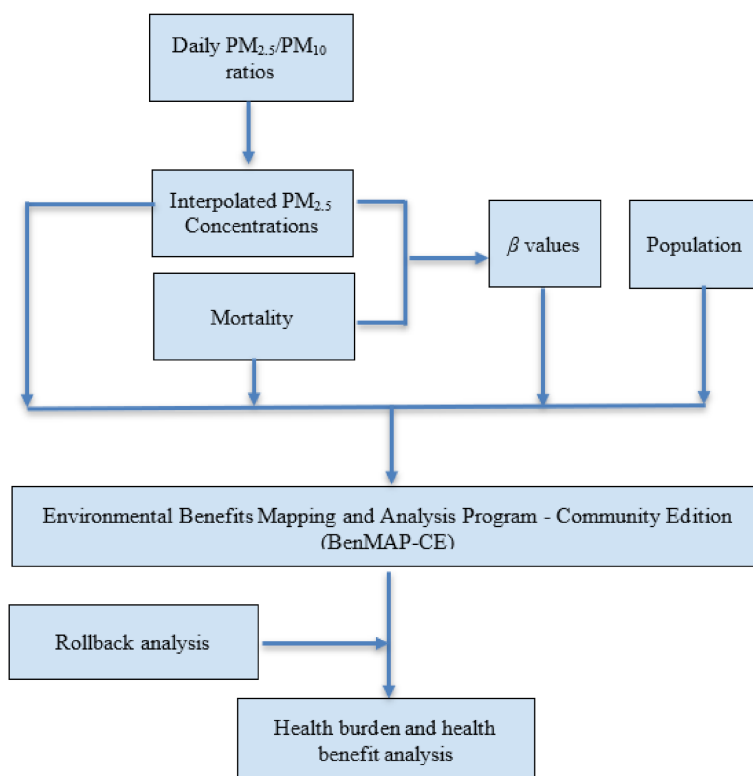 Daily PM2.5/PM10
ratios
Interpolated PM2.5
Concentrations
β values
Population
Mortality
Environmental Benefits Mapping and Analysis Program - Community Edition
(BenMAP-CE)
Rollback analysis
Health burden and health
benefit analysis